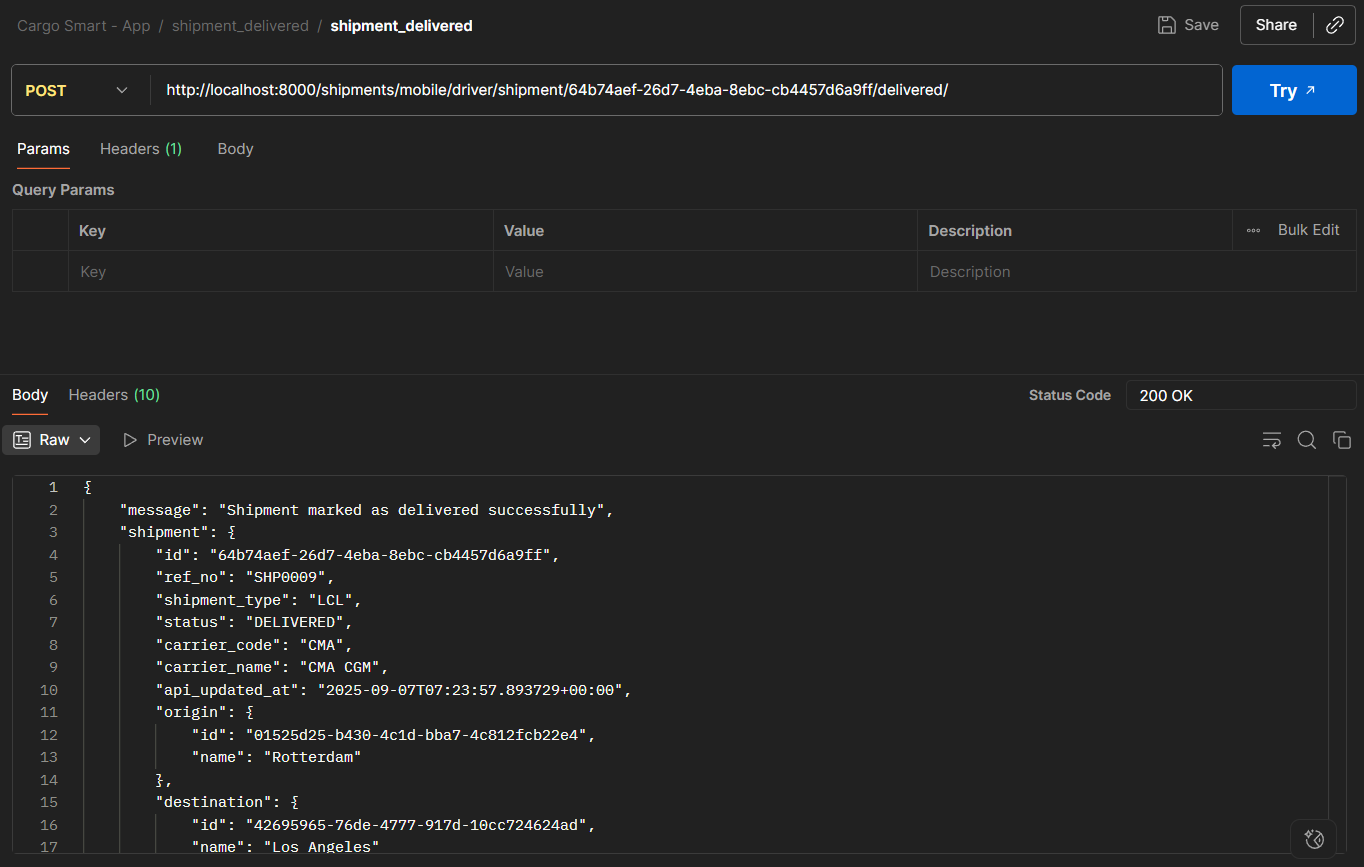 Cargo Smart - App / shipment_delivered / shipment_delivered
Save
Share
POST
http://localhost:8000/shipments/mobile/driver/shipment/64b74aef-26d7-4eba-8ebc-cb4457d6a9ff/delivered/
Try ↗
Params Headers (1) Body
Query Params
Key Value Description ••• Bulk Edit
Key Value Description
Body Headers (10) Status Code 200 OK
Raw Preview
1 {
2 "message": "Shipment marked as delivered successfully",
3 "shipment": {
4 "id": "64b74aef-26d7-4eba-8ebc-cb4457d6a9ff",
5 "ref_no": "SHP0009",
6 "shipment_type": "LCL",
7 "status": "DELIVERED",
8 "carrier_code": "CMA",
9 "carrier_name": "CMA CGM",
10 "api_updated_at": "2025-09-07T07:23:57.893729+00:00",
11 "origin": {
12 "id": "01525d25-b430-4c1d-bba7-4c812fcb22e4",
13 "name": "Rotterdam"
14 },
15 "destination": {
16 "id": "42695965-76de-4777-917d-10cc724624ad",
17 "name": "Los Angeles"